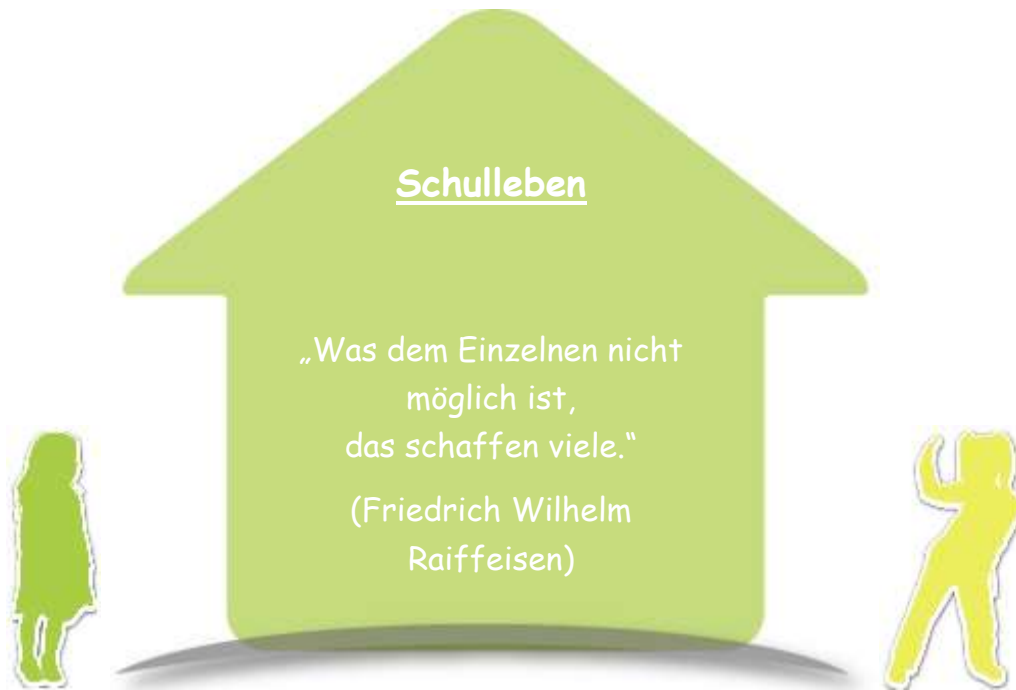 Schulleben
„Was dem Einzelnen nicht
möglich ist,
das schaffen viele.“
(Friedrich Wilhelm
Raiffeisen)